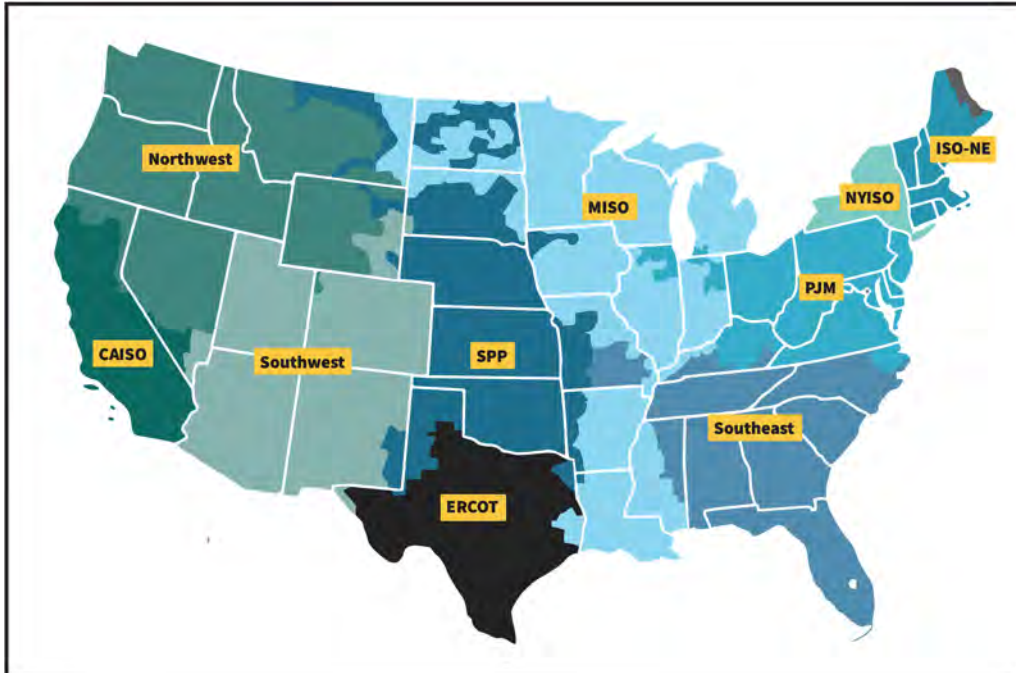 Northwest
ISO-NE
NYISO
MISO
PJM
CAISO
Southwest
SPP
Southeast
ERCOT